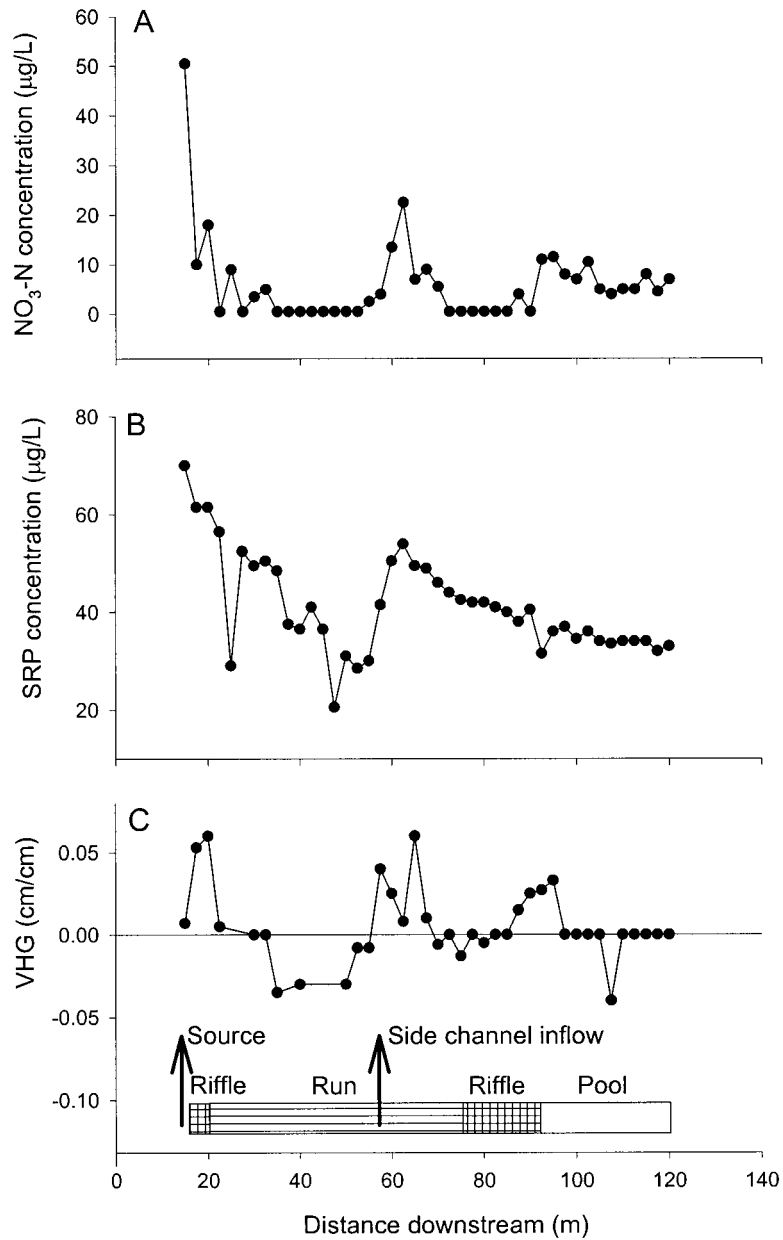 A
NO₃-N concentration (µg/L)
60
50
40
30
20
10
0
B
SRP concentration (µg/L)
80
60
40
20
C
VHG (cm/cm)
0.05
0.00
-0.05
-0.10
Source
Side channel inflow
Riffle Run Riffle Pool
0 20 40 60 80 100 120 140
Distance downstream (m)